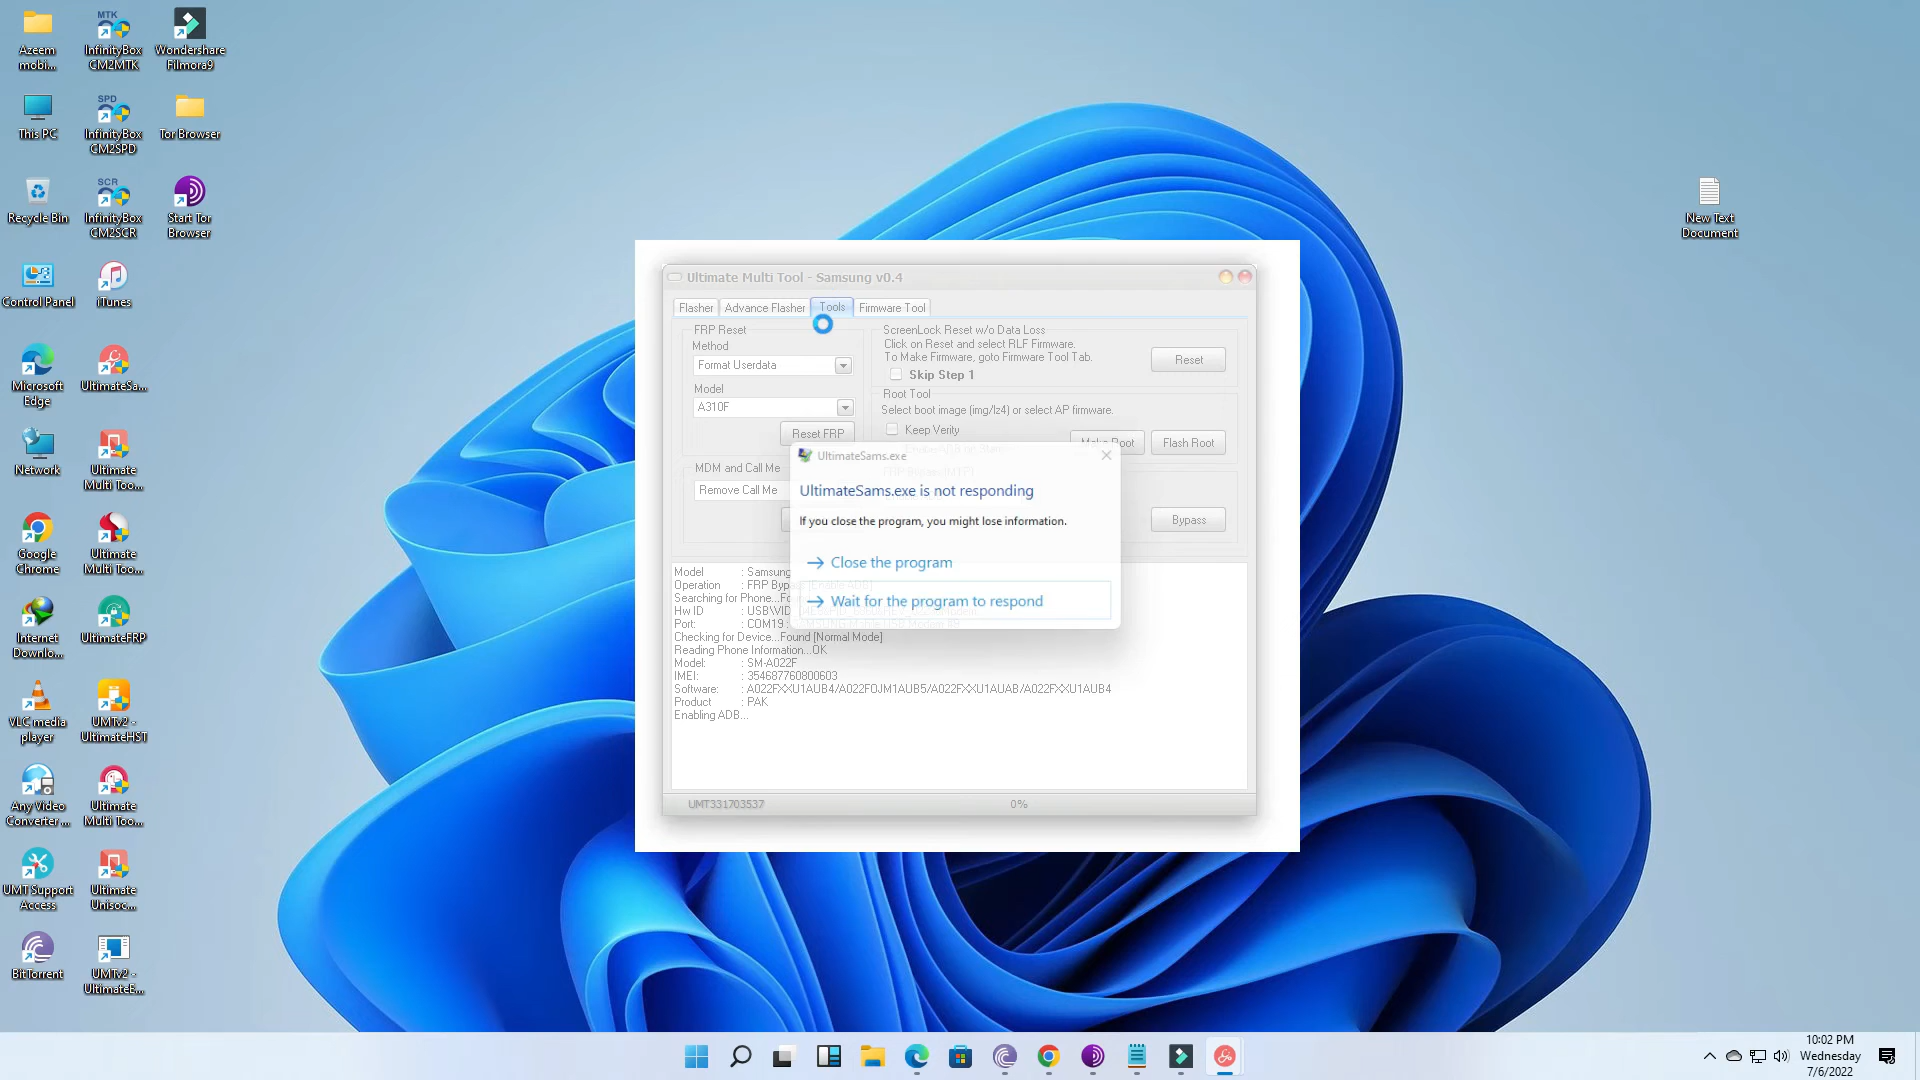 Azeem
mobi...
MTK
InfinityBox
CM2MTK
Wondershare
Filmora9
This PC
SPD
InfinityBox
CM2SPD
Tor Browser
Recycle Bin
SCR
InfinityBox
CM2SCR
Start Tor
Browser
New Text
Document
Control Panel
iTunes
Microsoft
Edge
UltimateSa...
Network
Ultimate
Multi Too...
Google
Chrome
Ultimate
Multi Too...
Internet
Downlo...
UltimateFRP
VLC media
player
UMTv2 -
UltimateHST
Any Video
Converter ...
Ultimate
Multi Too...
UMT Support
Access
Ultimate
Unisoc...
BitTorrent
UMTv2 -
UltimateE...
Ultimate Multi Tool - Samsung v0.4
Flasher
Advance Flasher
Tools
Firmware Tool
FRP Reset
Method
Format Userdata
Model
A310F
Reset FRP
MDM and Call Me
Remove Call Me
ScreenLock Reset w/o Data Loss
Click on Reset and select RLF Firmware.
To Make Firmware, goto Firmware Tool Tab.
Skip Step 1
Reset
Root Tool
Select boot image (img/lz4) or select AP firmware.
Keep Verity
Make Root
Flash Root
Bypass
UltimateSams.exe
UltimateSams.exe is not responding
If you close the program, you might lose information.
Close the program
Wait for the program to respond
Model : Samsung
Operation : FRP Bypass [Enable ADB]
Searching for Phone...
Hw ID : USB\VID
Port: : COM19 :
Checking for Device...Found [Normal Mode]
Reading Phone Information...OK
Model: : SM-A022F
IMEI: : 354687760800603
Software: : A022FXXU1AUB4/A022FOJM1AUB5/A022FXXU1AUAB/A022FXXU1AUB4
Product : PAK
Enabling ADB...
UMT331703537
0%
10:02 PM
Wednesday
7/6/2022